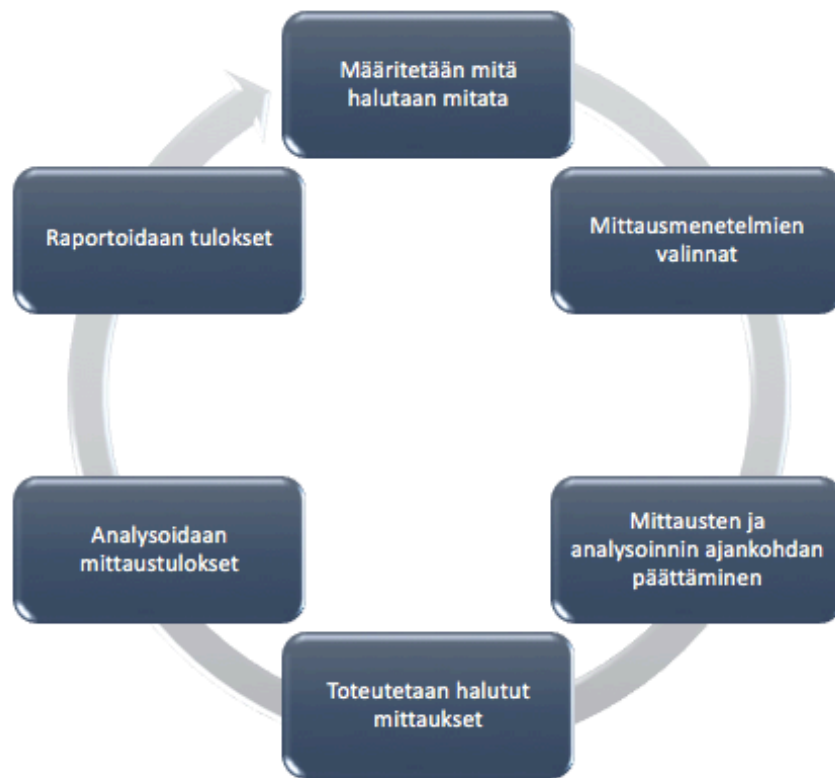 Määritetään mitä
halutaan mitata
Mittausmenetelmien
valinnat
Mittausten ja
analysoinnin ajankohdan
päättäminen
Toteutetaan halutut
mittaukset
Analysoidaan
mittaustulokset
Raportoidaan tulokset